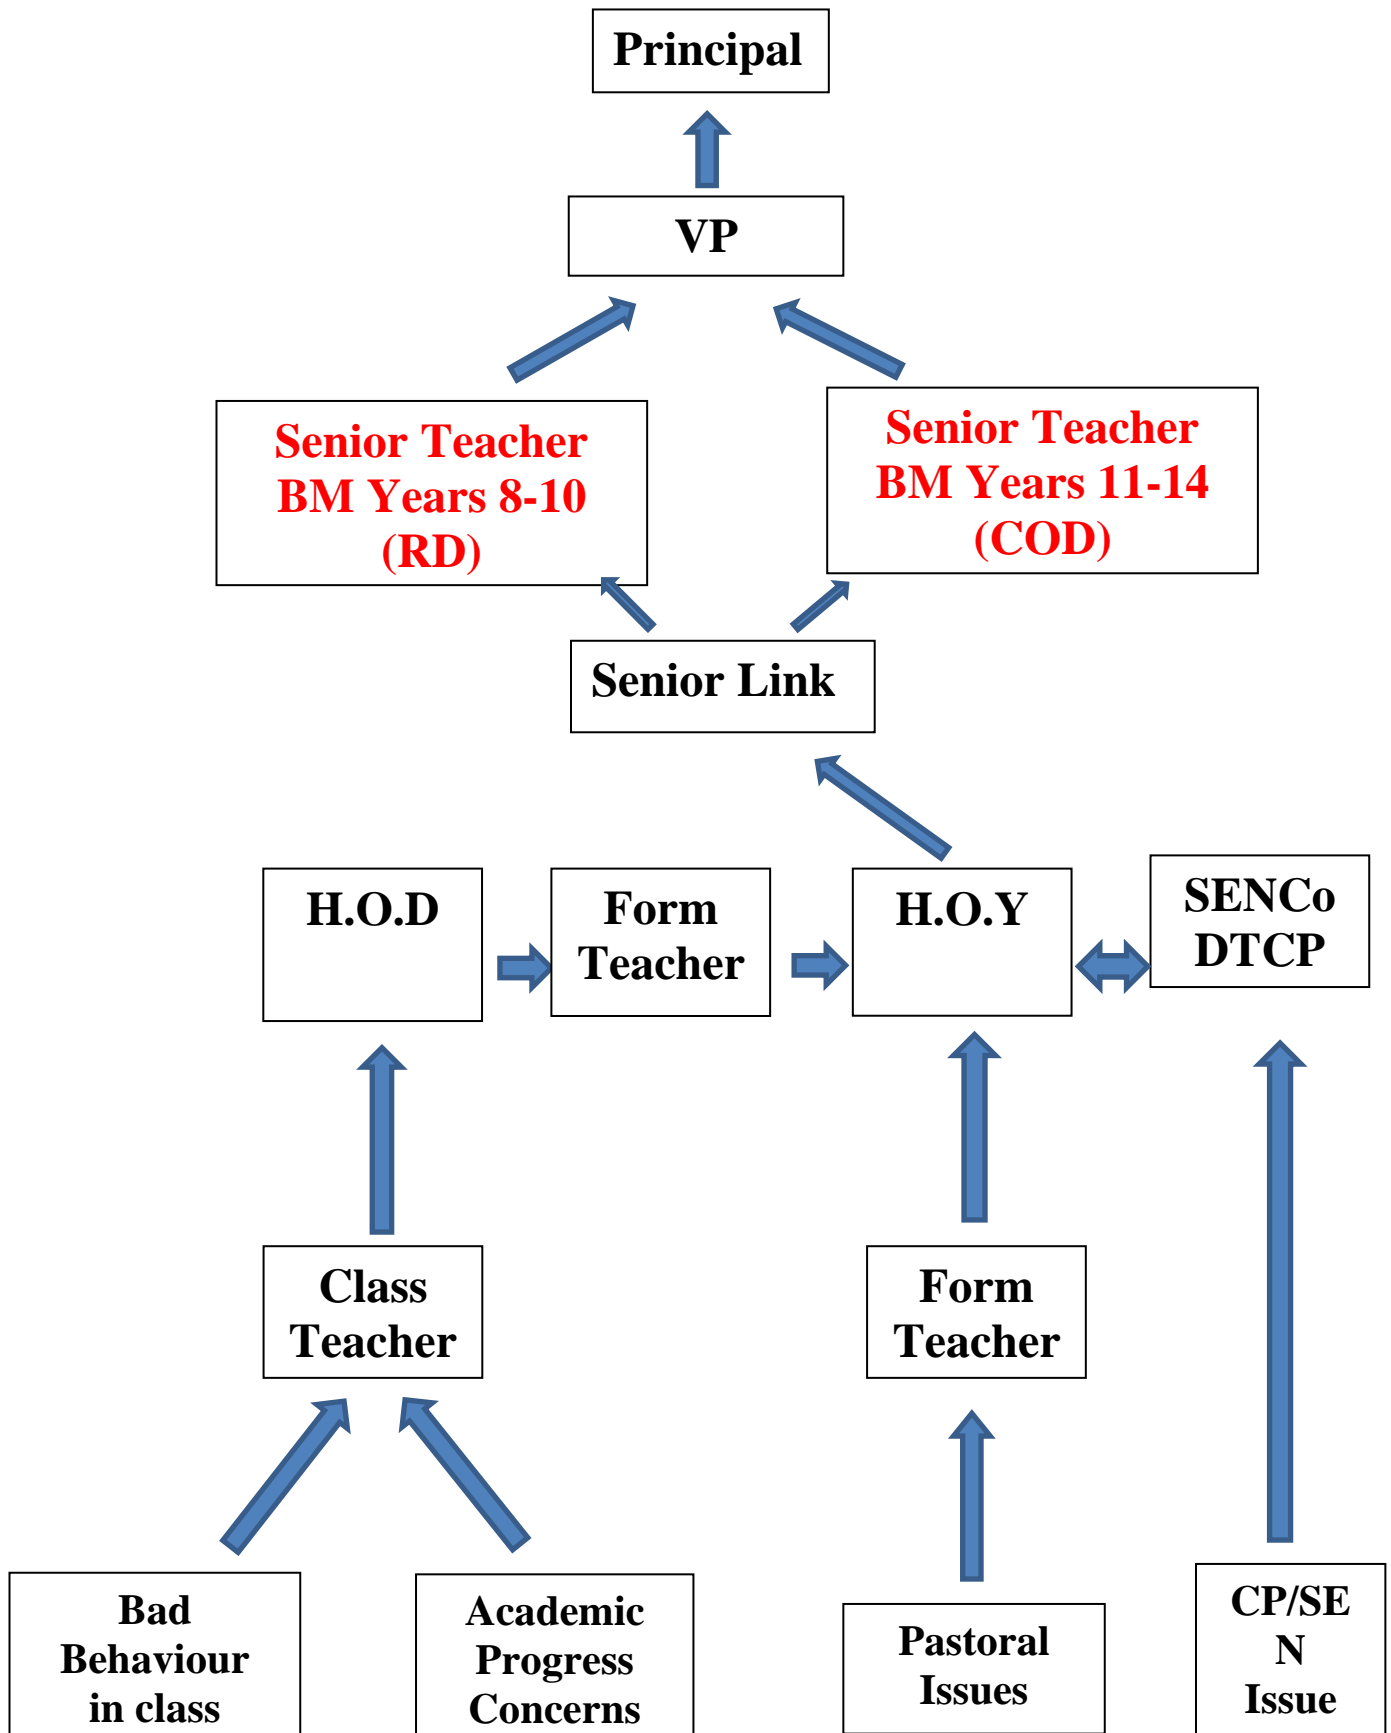 Principal
VP
Senior Teacher
BM Years 8-10
(RD)
Senior Teacher
BM Years 11-14
(COD)
Senior Link
H.O.D
Form
Teacher
H.O.Y
SENCo
DTCP
Class
Teacher
Form
Teacher
Bad
Behaviour
in class
Academic
Progress
Concerns
Pastoral
Issues
CP/SE
N
Issue